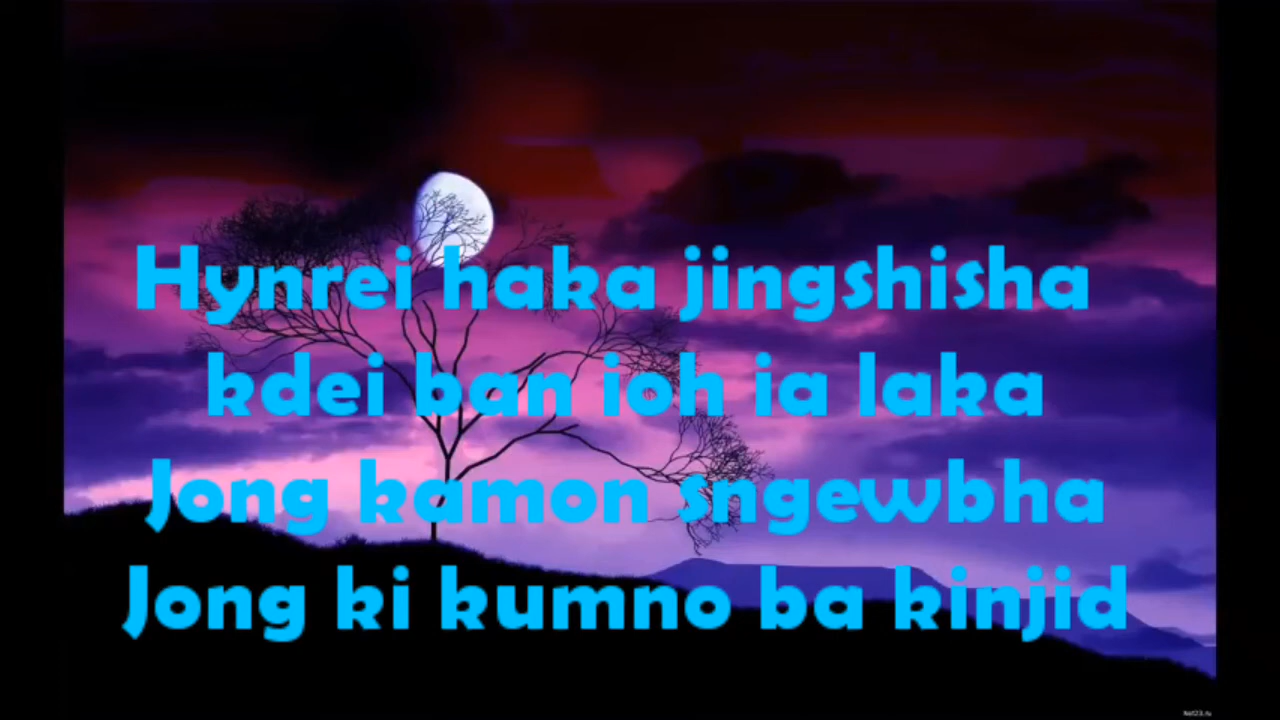 Hynrei haka jingshisha
kdei ban ioh ia laka
Jong kamon sngewbha
Jong ki kumno ba kinjid